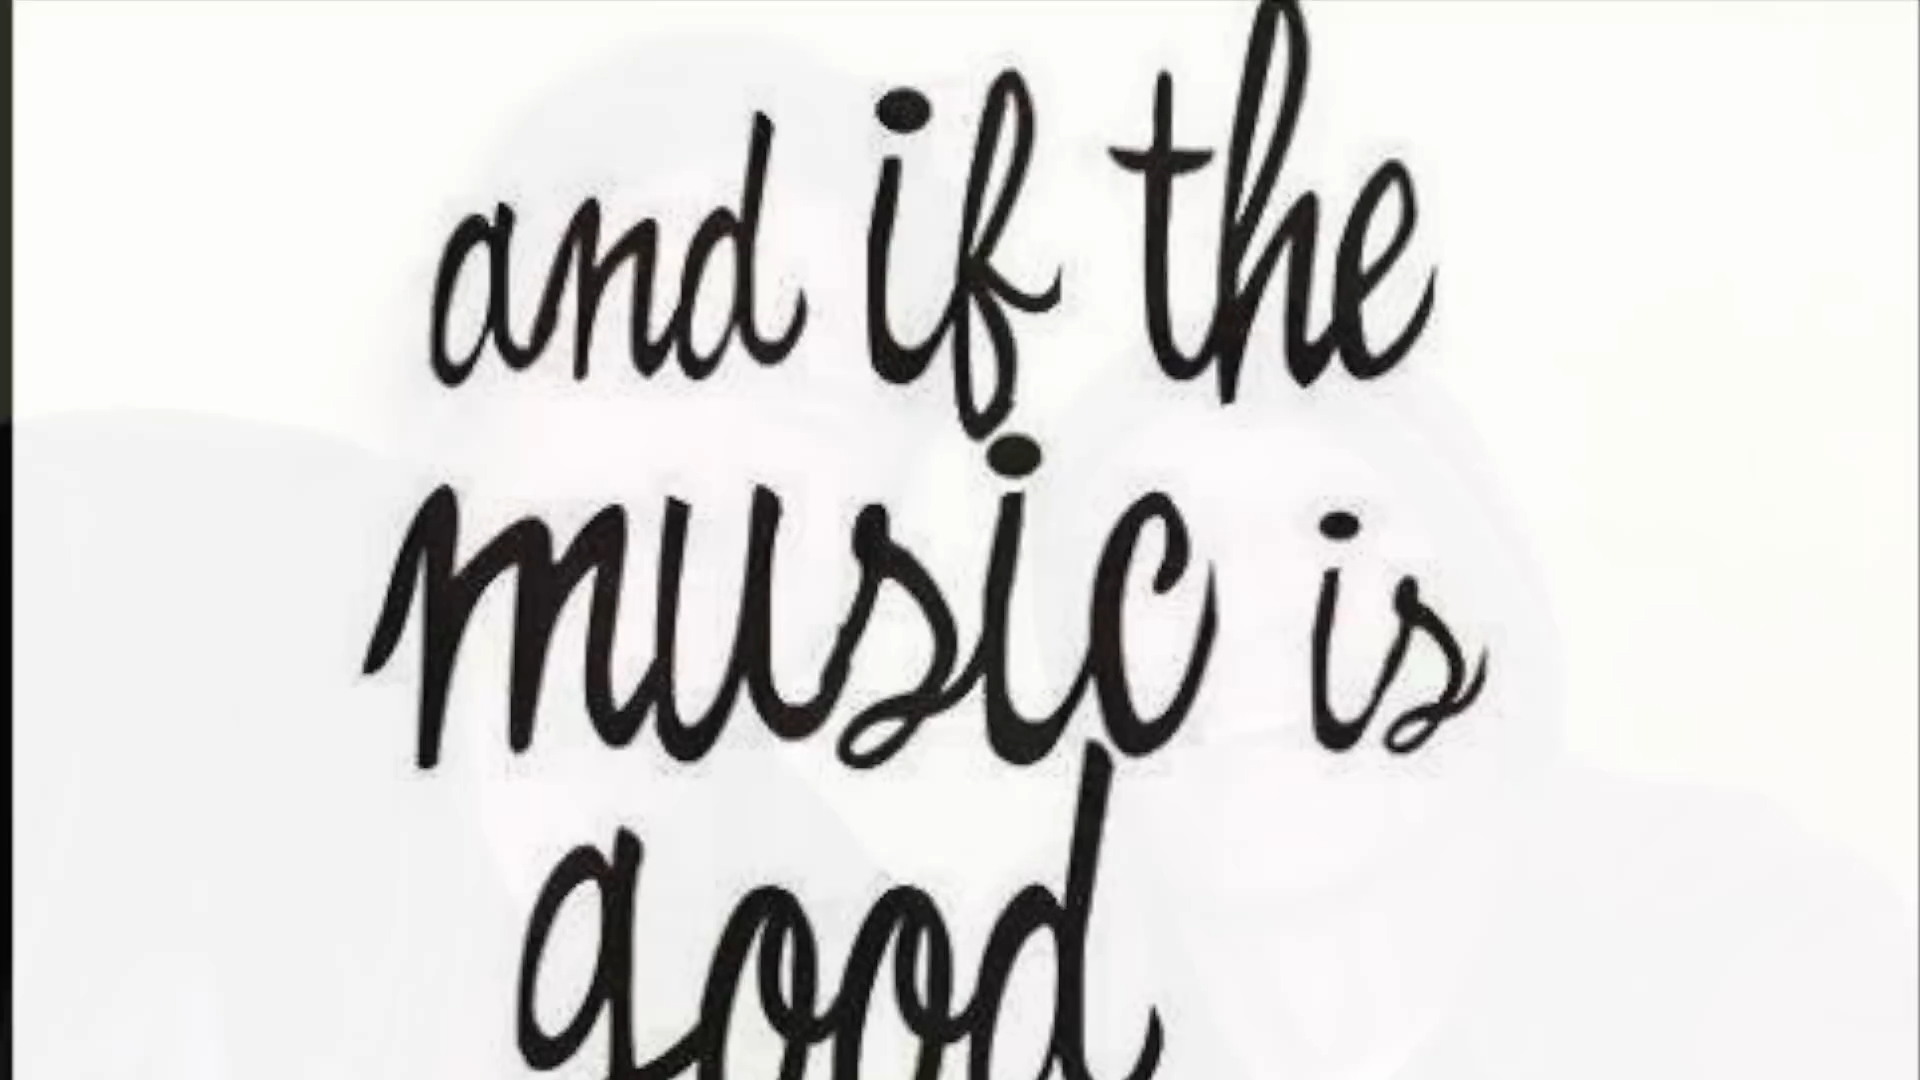 and if the
music is
good